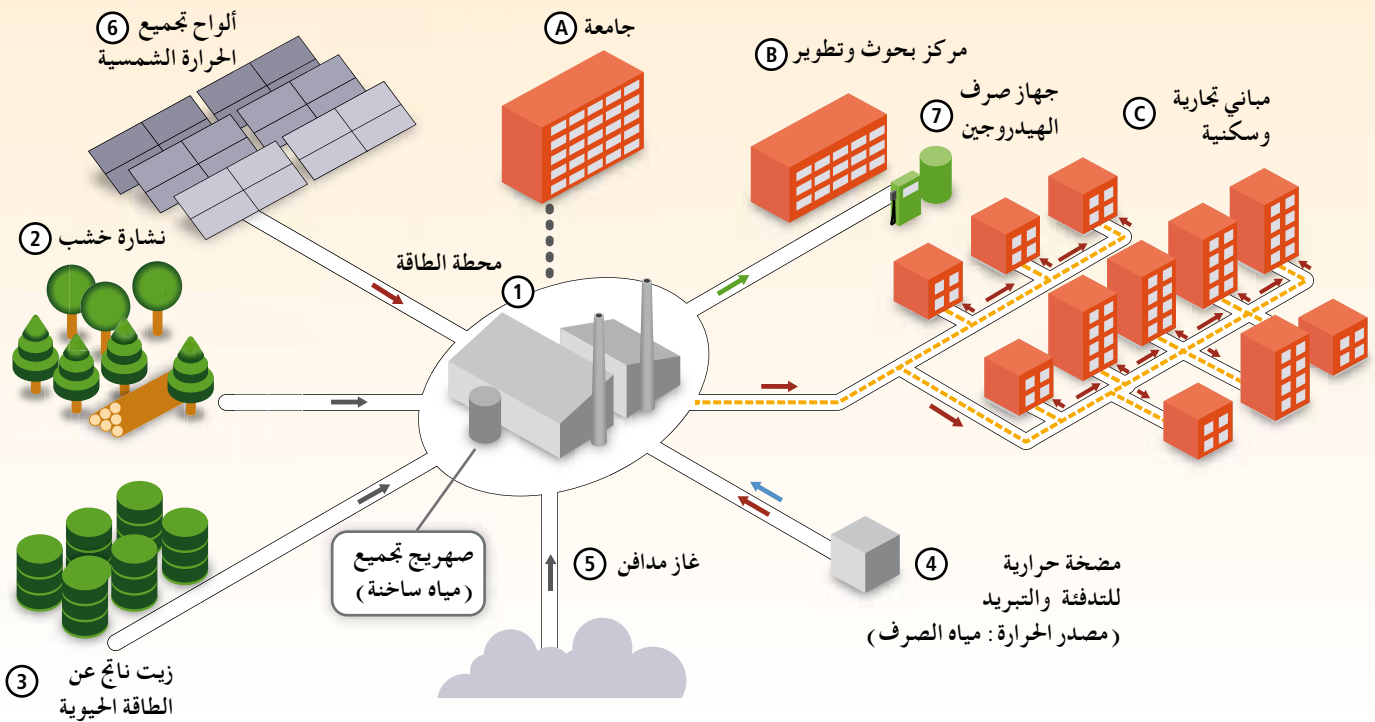 6 ألواح تجميع
الحرارة الشمسية
A جامعة
B مركز بحوث وتطوير
7 جهاز صرف
الهيدروجين
C مباني تجارية
وسكنية
2 نشارة خشب
محطة الطاقة
1
صهريج تجميع
(مياه ساخنة)
5 غاز مدافن
4 مضخة حرارية
للتدفئة والتبريد
(مصدر الحرارة: مياه الصرف)
3 زيت ناتج عن
الطاقة الحيوية